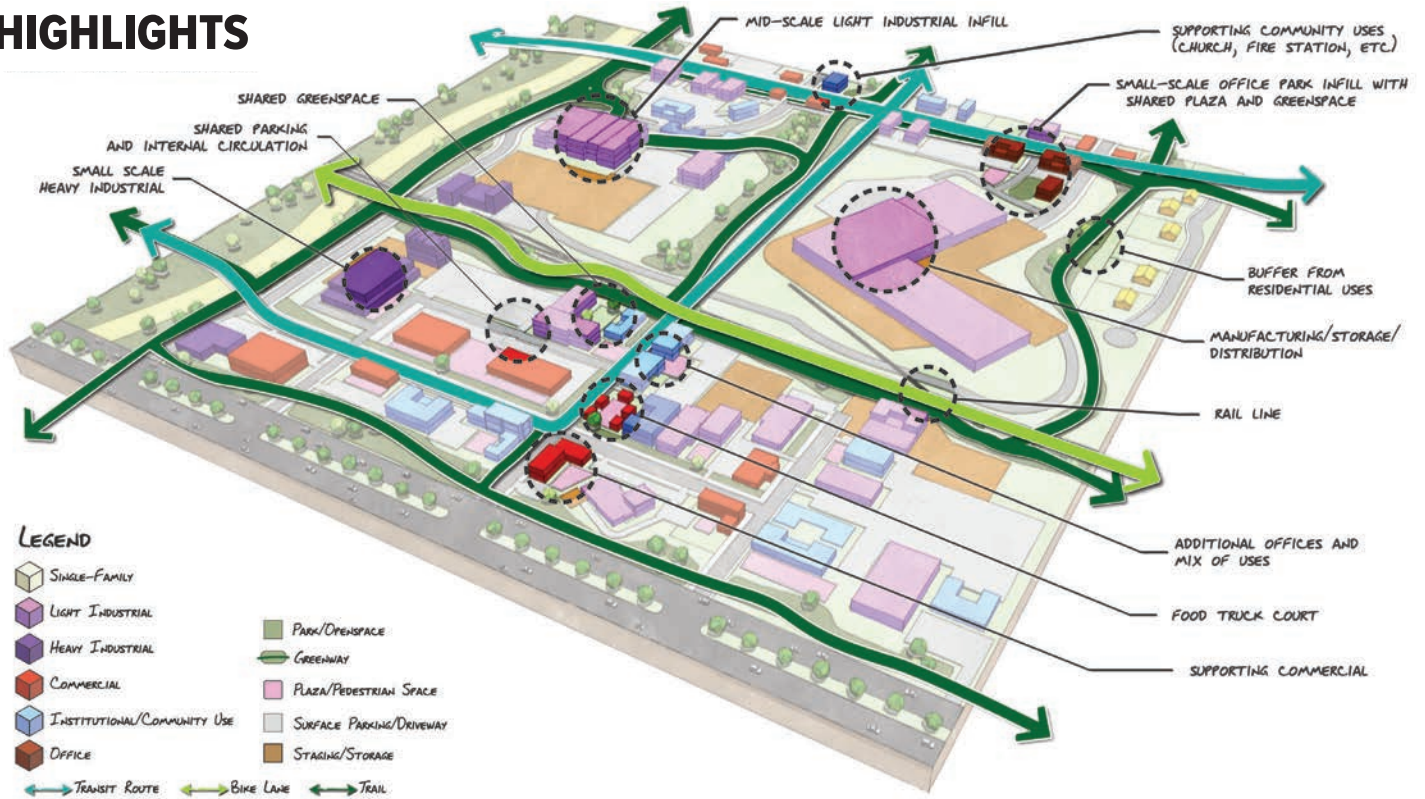 HIGHLIGHTS
MID-SCALE LIGHT INDUSTRIAL INFILL
SUPPORTING COMMUNITY USES
(CHURCH, FIRE STATION, ETC)
SHARED GREENSPACE
SMALL-SCALE OFFICE PARK INFILL WITH
SHARED PLAZA AND GREENSPACE
SHARED PARKING
AND INTERNAL CIRCULATION
SMALL SCALE
HEAVY INDUSTRIAL
BUFFER FROM
RESIDENTIAL USES
MANUFACTURING/STORAGE/
DISTRIBUTION
RAIL LINE
ADDITIONAL OFFICES AND
MIX OF USES
FOOD TRUCK COURT
SUPPORTING COMMERCIAL
LEGEND
SINGLE-FAMILY
LIGHT INDUSTRIAL
HEAVY INDUSTRIAL
COMMERCIAL
INSTITUTIONAL/COMMUNITY USE
OFFICE
PARK/OPENSPACE
GREENWAY
PLAZA/PEDESTRIAN SPACE
SURFACE PARKING/DRIVEWAY
STAGING/STORAGE
TRANSIT ROUTE
BIKE LANE
TRAIL